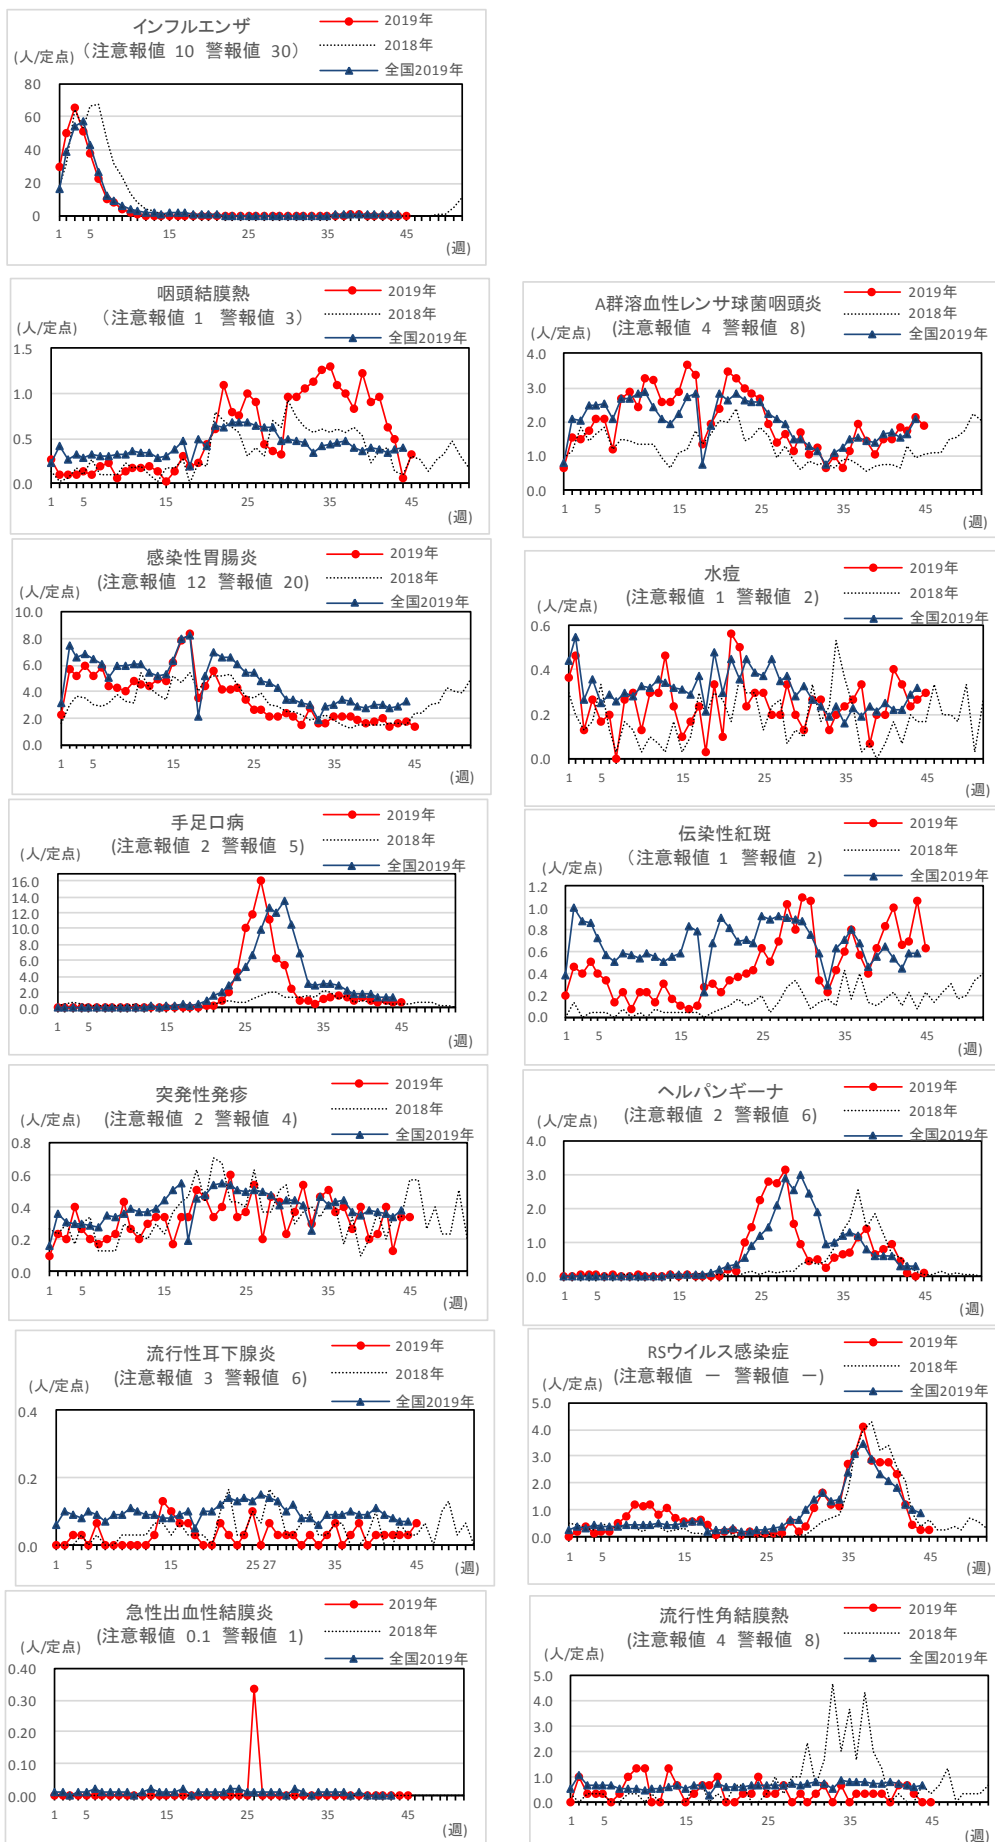 インフルエンザ
（注意報値 10 警報値 30）
(人/定点)
2019年
2018年
全国2019年
80
60
40
20
0
1 5 15 25 35 45
(週)
咽頭結膜熱
（注意報値 1 警報値 3）
(人/定点)
2019年
2018年
全国2019年
1.5
1.0
0.5
0.0
1 5 15 25 35 45
(週)
A群溶血性レンサ球菌咽頭炎
(注意報値 4 警報値 8)
(人/定点)
2019年
2018年
全国2019年
4.0
3.0
2.0
1.0
0.0
1 5 15 25 35 45
(週)
感染性胃腸炎
(注意報値 12 警報値 20)
(人/定点)
2019年
2018年
全国2019年
10.0
8.0
6.0
4.0
2.0
0.0
1 5 15 25 35 45
(週)
水痘
(注意報値 1 警報値 2)
(人/定点)
2019年
2018年
全国2019年
0.6
0.4
0.2
0.0
1 5 15 25 35 45
(週)
手足口病
(注意報値 2 警報値 5)
(人/定点)
2019年
2018年
全国2019年
16.0
14.0
12.0
10.0
8.0
6.0
4.0
2.0
0.0
1 5 15 25 35 45
(週)
伝染性紅斑
（注意報値 1 警報値 2)
(人/定点)
2019年
2018年
全国2019年
1.2
1.0
0.8
0.6
0.4
0.2
0.0
1 5 15 25 35 45
(週)
突発性発疹
(注意報値 2 警報値 4)
(人/定点)
2019年
2018年
全国2019年
0.8
0.6
0.4
0.2
0.0
1 5 15 25 35 45
(週)
ヘルパンギーナ
(注意報値 2 警報値 6)
(人/定点)
2019年
2018年
全国2019年
4.0
3.0
2.0
1.0
0.0
1 5 15 25 35 45
(週)
流行性耳下腺炎
(注意報値 3 警報値 6)
(人/定点)
2019年
2018年
全国2019年
0.4
0.2
0.0
1 5 15 25 27 35 45
(週)
RSウイルス感染症
(注意報値 ー 警報値 ー)
(人/定点)
2019年
2018年
全国2019年
5.0
4.0
3.0
2.0
1.0
0.0
1 5 15 25 35 45
(週)
急性出血性結膜炎
(注意報値 0.1 警報値 1)
(人/定点)
2019年
2018年
全国2019年
0.40
0.30
0.20
0.10
0.00
1 5 15 25 35 45
(週)
流行性角結膜熱
(注意報値 4 警報値 8)
(人/定点)
2019年
2018年
全国2019年
5.0
4.0
3.0
2.0
1.0
0.0
1 5 15 25 35 45
(週)